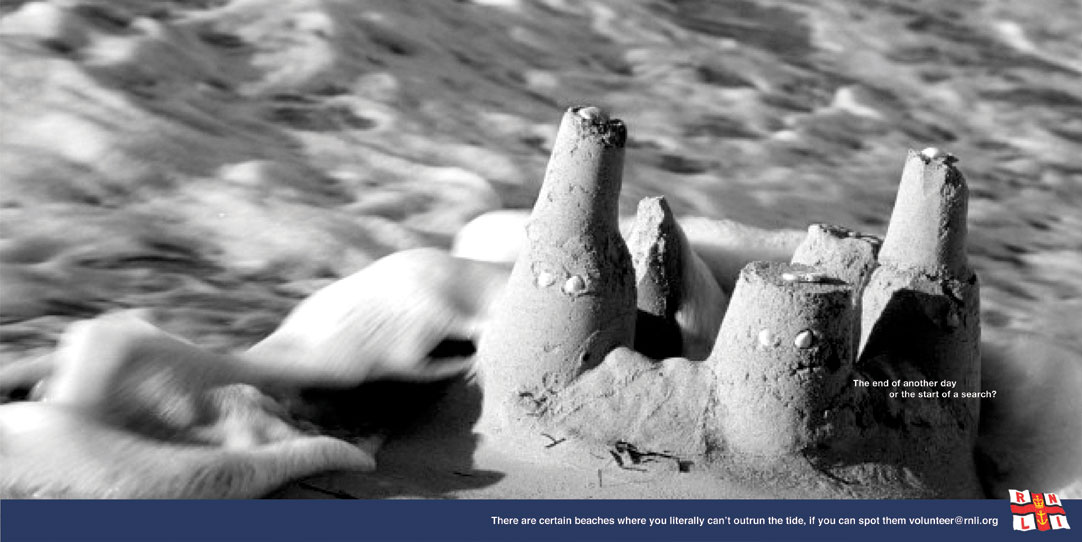 The end of another day
or the start of a search?
There are certain beaches where you literally can't outrun the tide, if you can spot them volunteer@rnli.org
R N
L I